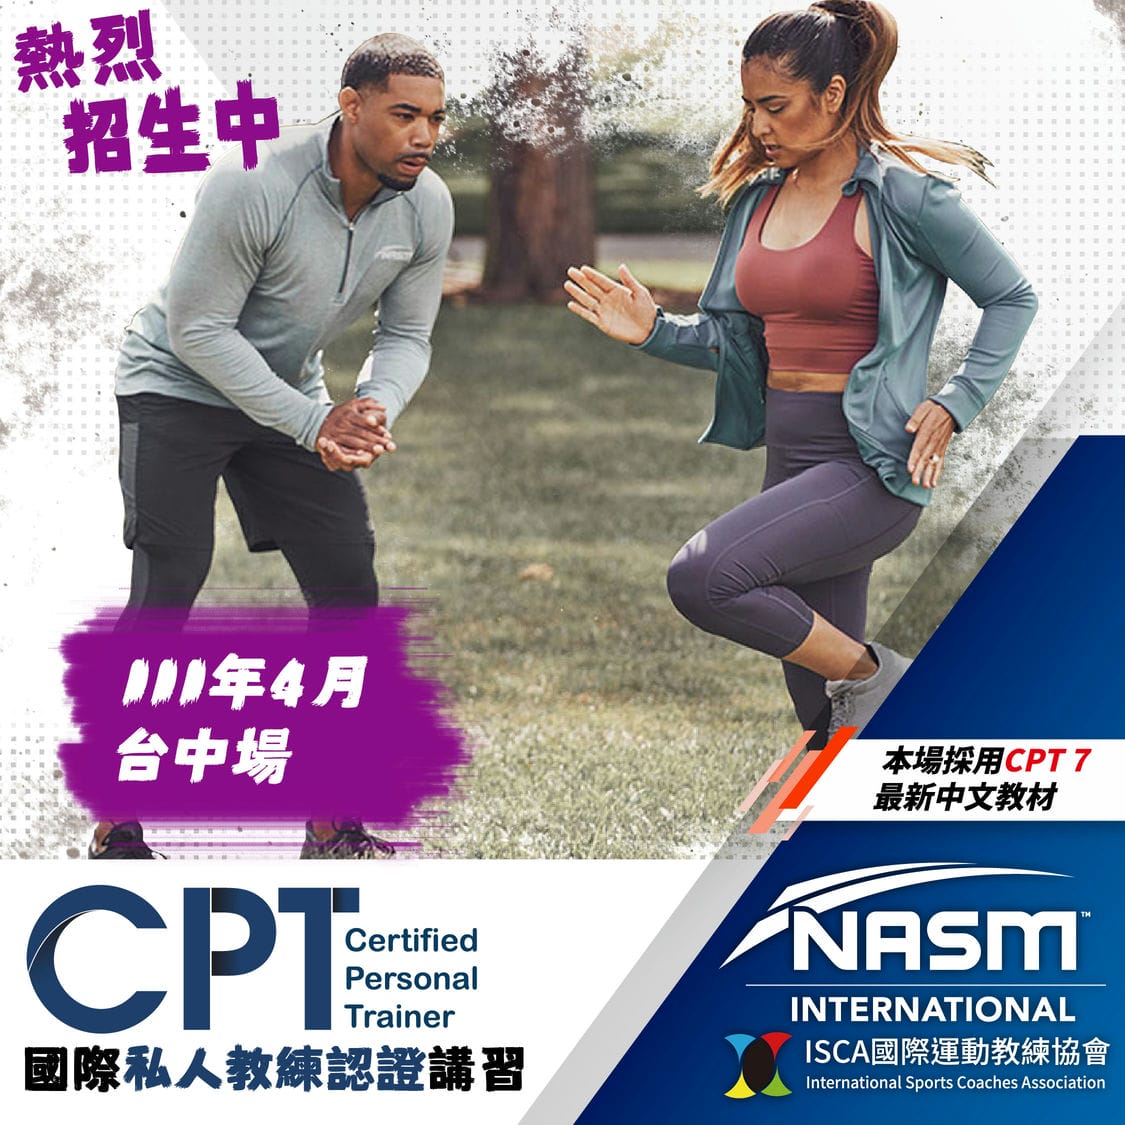 熱烈
招生中
NASM
111年4月
台中場
本場採用CPT 7
最新中文教材
CPT
Certified
Personal
Trainer
國際私人教練認證講習
NASM™
INTERNATIONAL
ISCA國際運動教練協會
International Sports Coaches Association